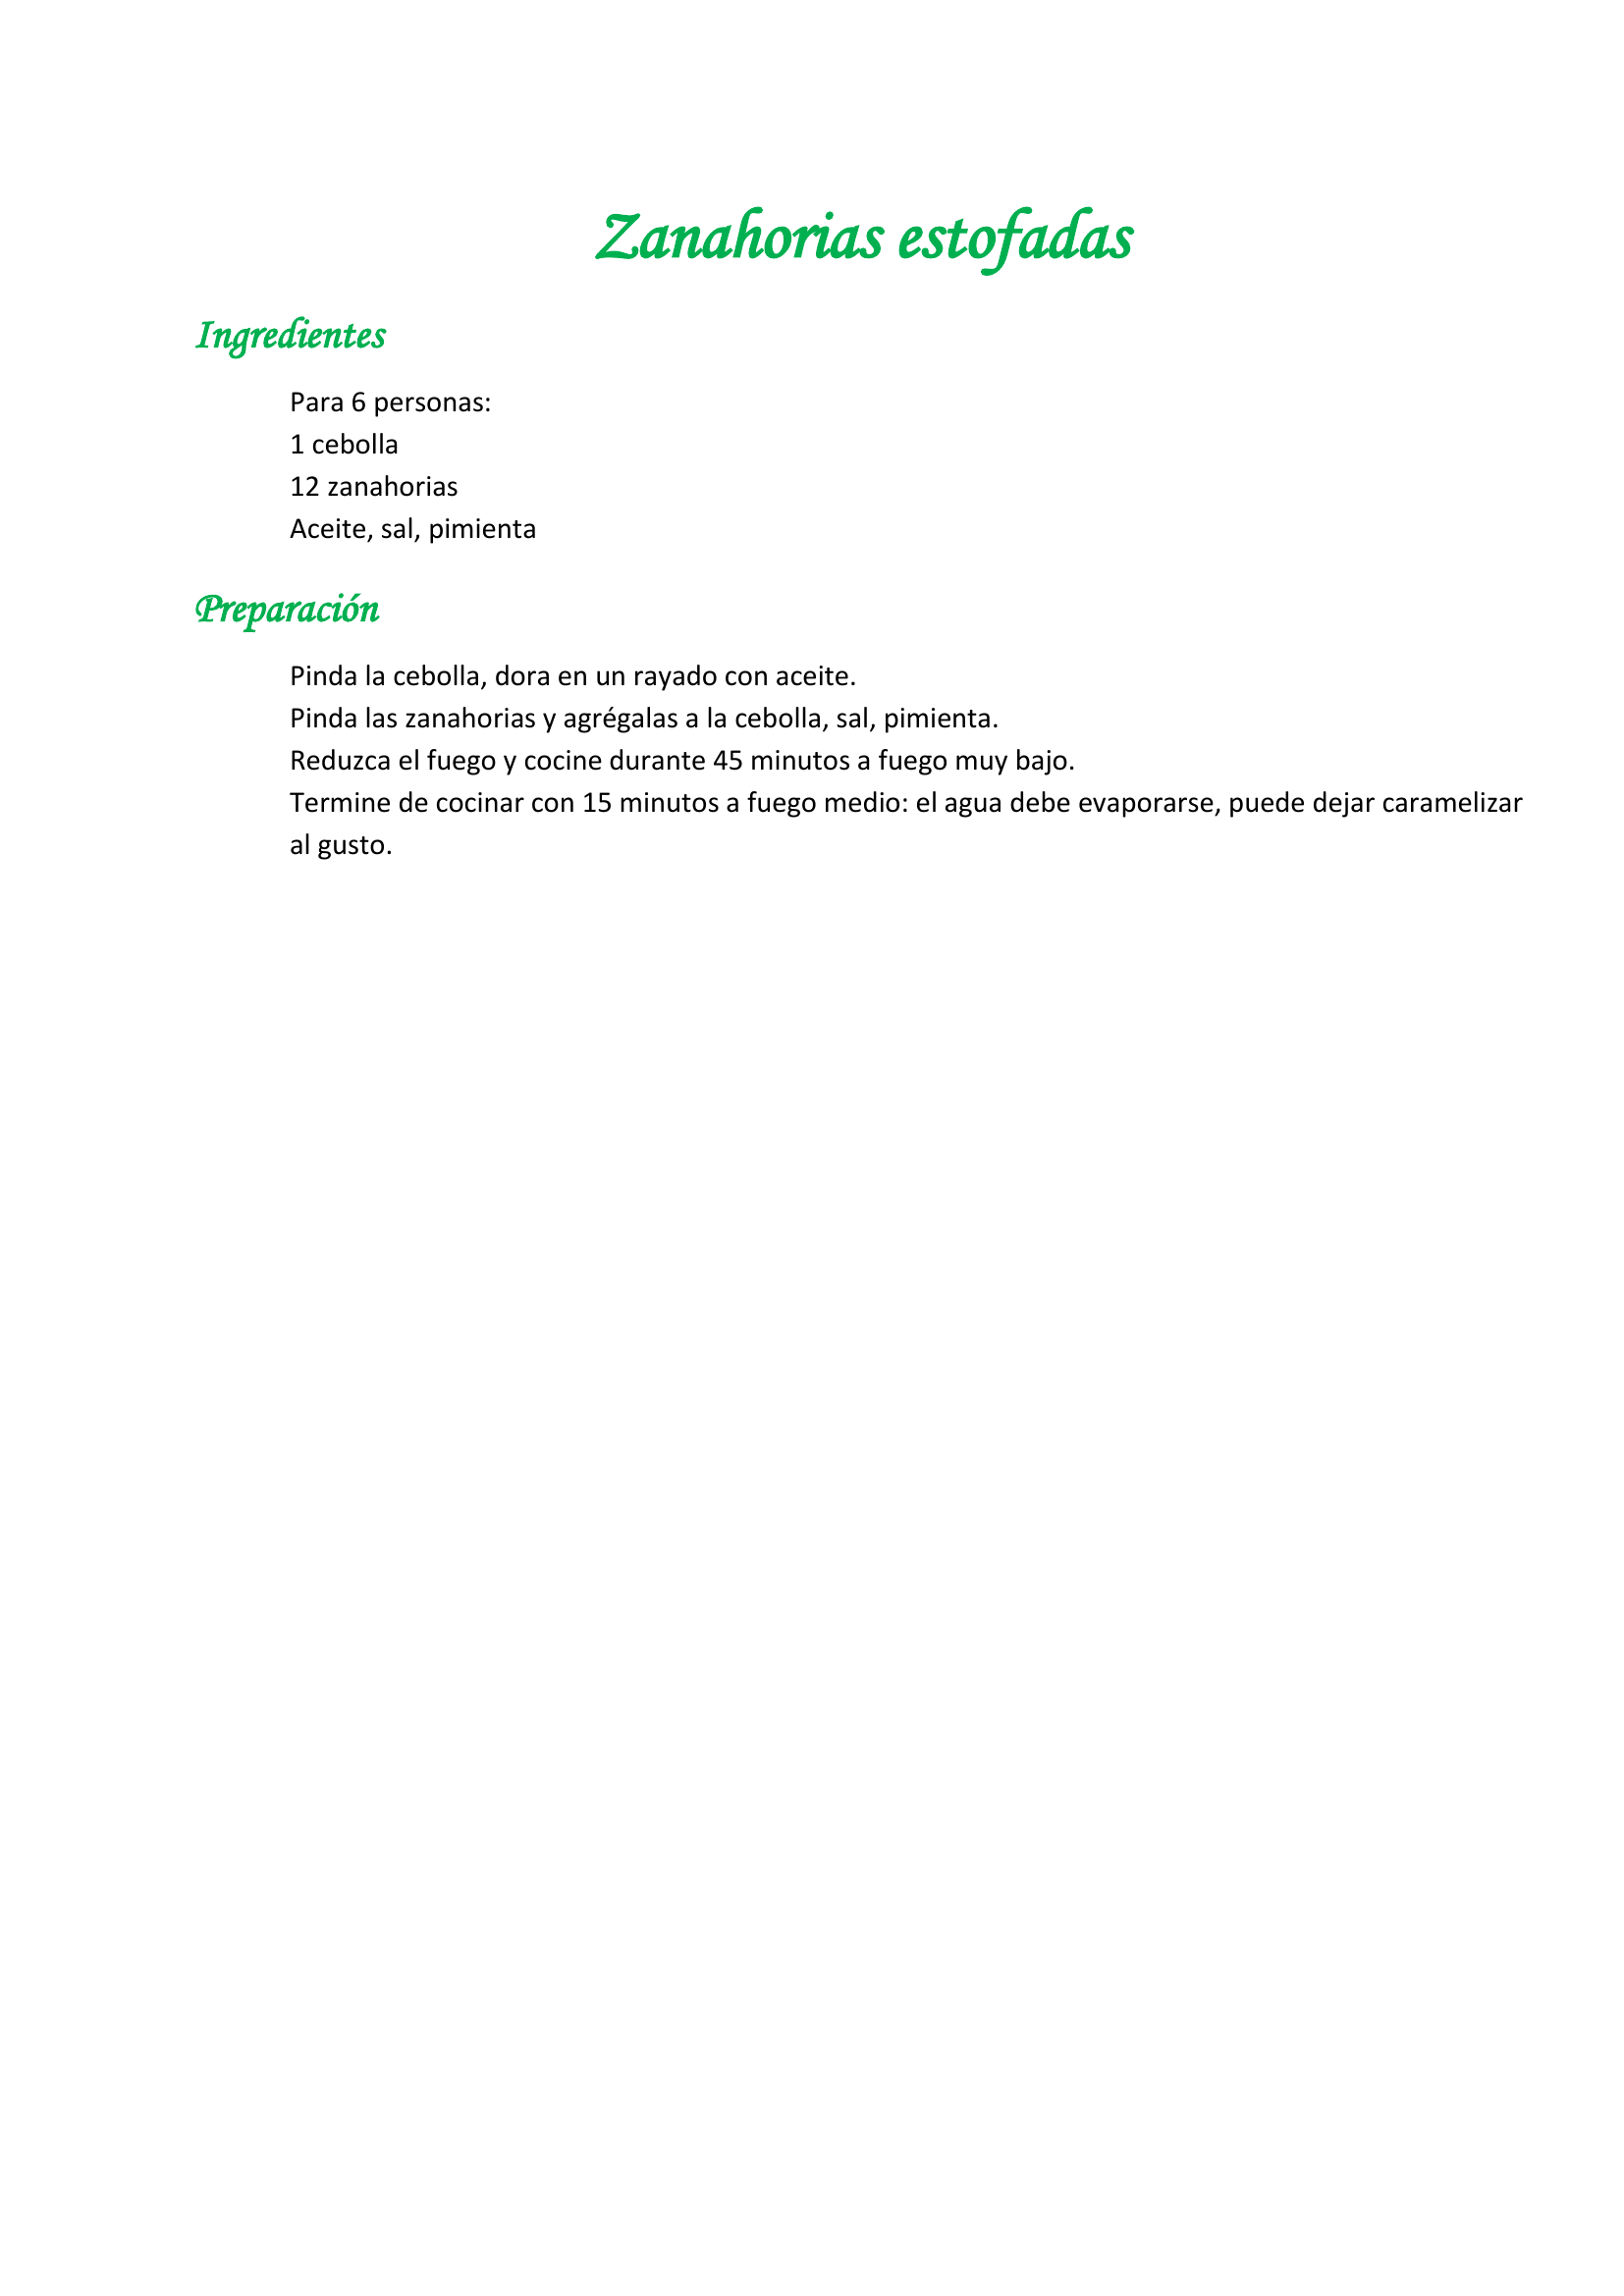 Zanahorias estofadas
Ingredientes
Para 6 personas:
1 cebolla
12 zanahorias
Aceite, sal, pimienta
Preparación
Pinda la cebolla, dora en un rayado con aceite.
Pinda las zanahorias y agrégalas a la cebolla, sal, pimienta.
Reduzca el fuego y cocine durante 45 minutos a fuego muy bajo.
Termine de cocinar con 15 minutos a fuego medio: el agua debe evaporarse, puede dejar caramelizar
al gusto.